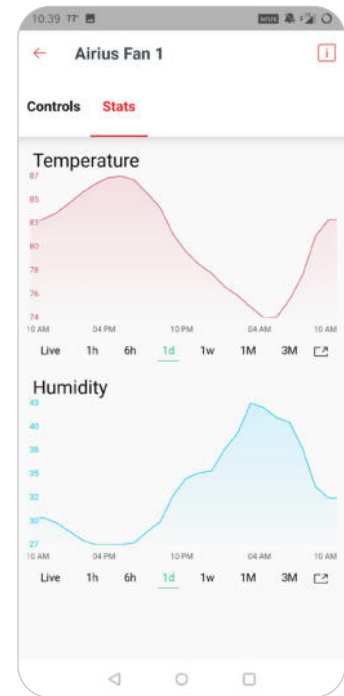 10.39
Airius Fan 1
Controls Stats
Temperature
87
85
83
80
78
76
74
10 AM 04 PM 10 PM 04 AM 10 AM
Live 1h 6h 1d 1w 1M 3M
Humidity
43
40
38
35
32
30
27
10 AM 04 PM 10 PM 04 AM 10 AM
Live 1h 6h 1d 1w 1M 3M